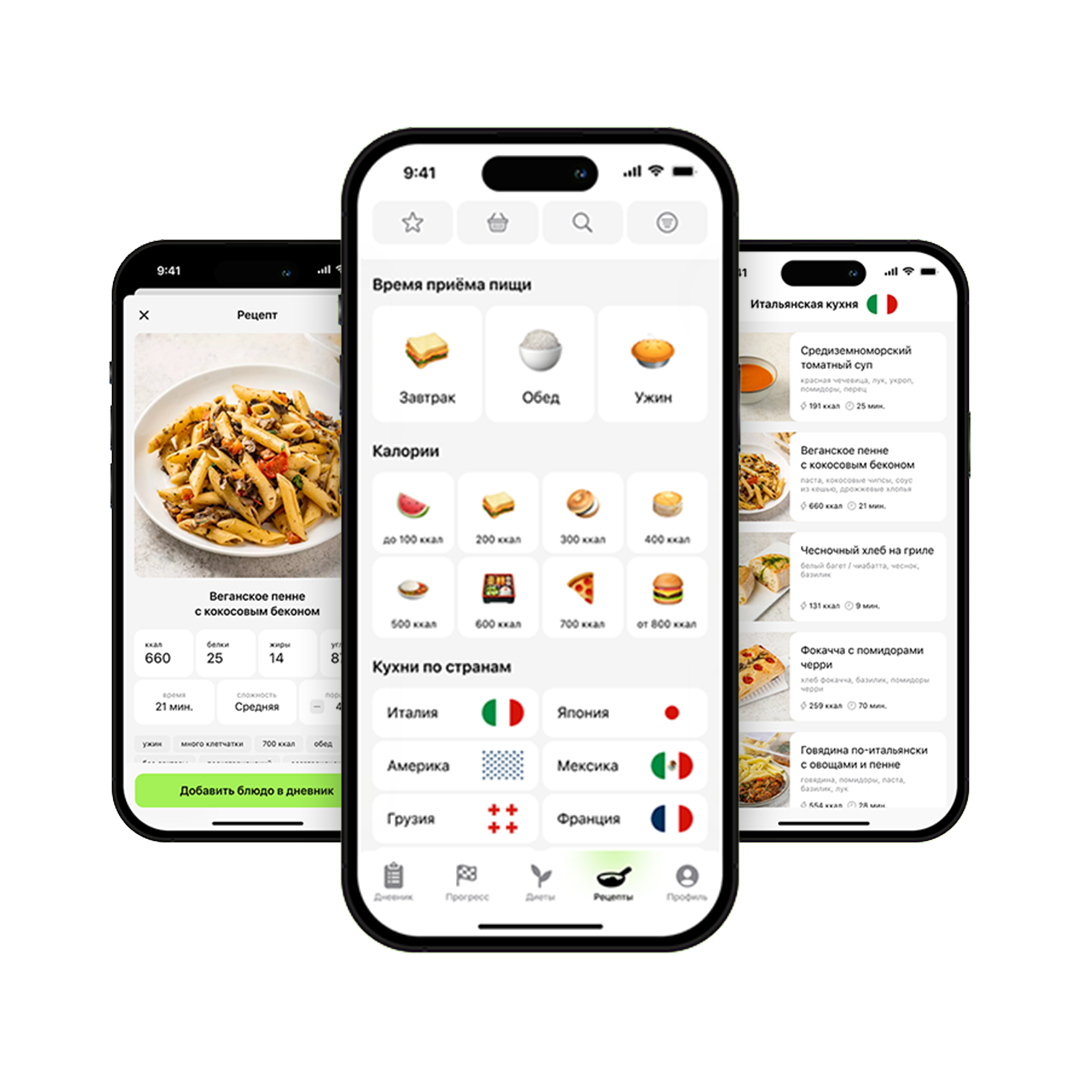 9:41
Рецепт
Веганское пенне
с кокосовым беконом
ккал
660
белки
25
жиры
14
время
21 мин.
сложность
Средняя
4
ужин
много клетчатки
700 ккал
обед
Добавить блюдо в дневник
9:41
Время приёма пищи
Завтрак
Обед
Ужин
Калории
до 100 ккал
200 ккал
300 ккал
400 ккал
500 ккал
600 ккал
700 ккал
от 800 ккал
Кухни по странам
Италия
Япония
Америка
Мексика
Грузия
Франция
Дневник
Прогресс
Диеты
Рецепты
Профиль
Итальянская кухня
Средиземноморский
томатный суп
красная чечевица, лук, укроп,
помидоры, перец
191 ккал
25 мин.
Веганское пенне
с кокосовым беконом
паста, кокосовые чипсы, соус
из кешью, дрожжевые хлопья
660 ккал
21 мин.
Чесночный хлеб на гриле
белый багет / чиабатта, чеснок,
базилик
131 ккал
9 мин.
Фокачча с помидорами
черри
хлеб фокачча, базилик, помидоры
черри
259 ккал
70 мин.
Говядина по-итальянски
с овощами и пенне
говядина, помидоры, паста,
базилик, лук
554 ккал
28 мин.